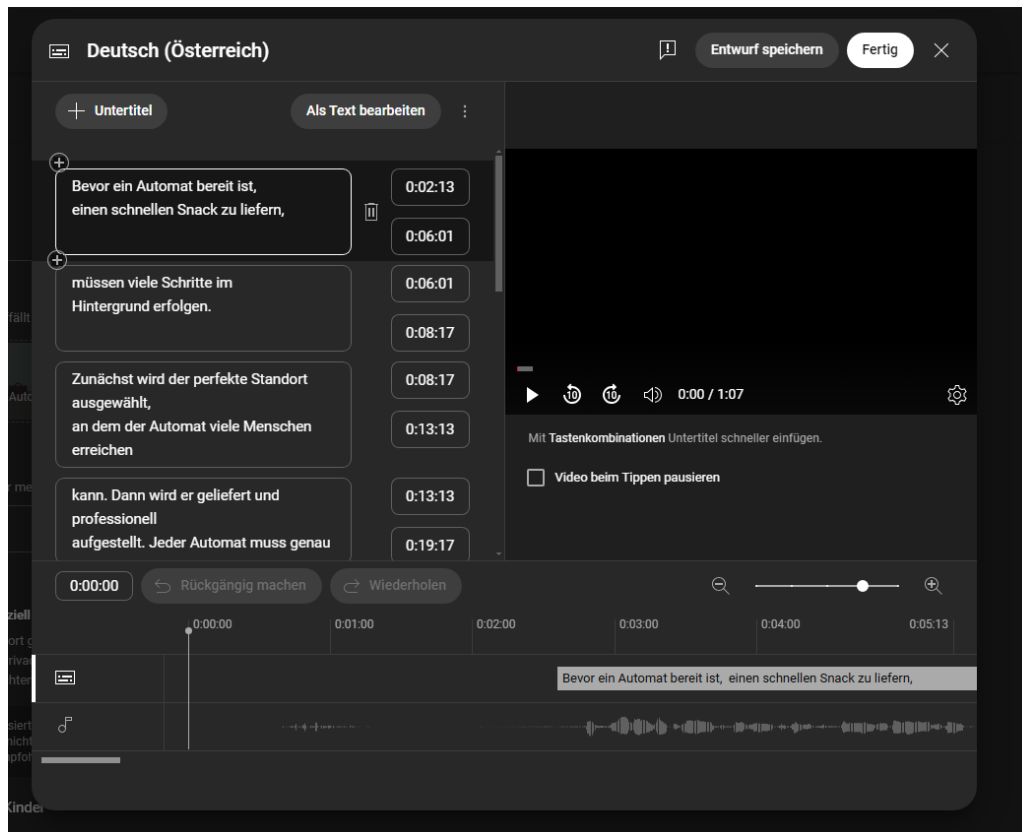 Deutsch (Österreich)
Entwurf speichern
Fertig
Untertitel
Als Text bearbeiten
Bevor ein Automat bereit ist,
einen schnellen Snack zu liefern,
0:02:13
0:06:01
müssen viele Schritte im
Hintergrund erfolgen.
0:06:01
0:08:17
Zunächst wird der perfekte Standort
ausgewählt,
an dem der Automat viele Menschen
erreichen
0:08:17
0:13:13
kann. Dann wird er geliefert und
professionell
aufgestellt. Jeder Automat muss genau
0:13:13
0:19:17
10
10
0:00 / 1:07
Mit Tastenkombinationen Untertitel schneller einfügen.
Video beim Tippen pausieren
0:00:00
Rückgängig machen
Wiederholen
0:00:00
0:01:00
0:02:00
0:03:00
0:04:00
0:05:13
Bevor ein Automat bereit ist, einen schnellen Snack zu liefern,